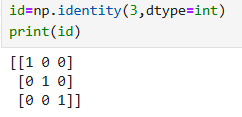 id=np.identity(3,dtype=int)
print(id)
[[1 0 0]
 [0 1 0]
 [0 0 1]]